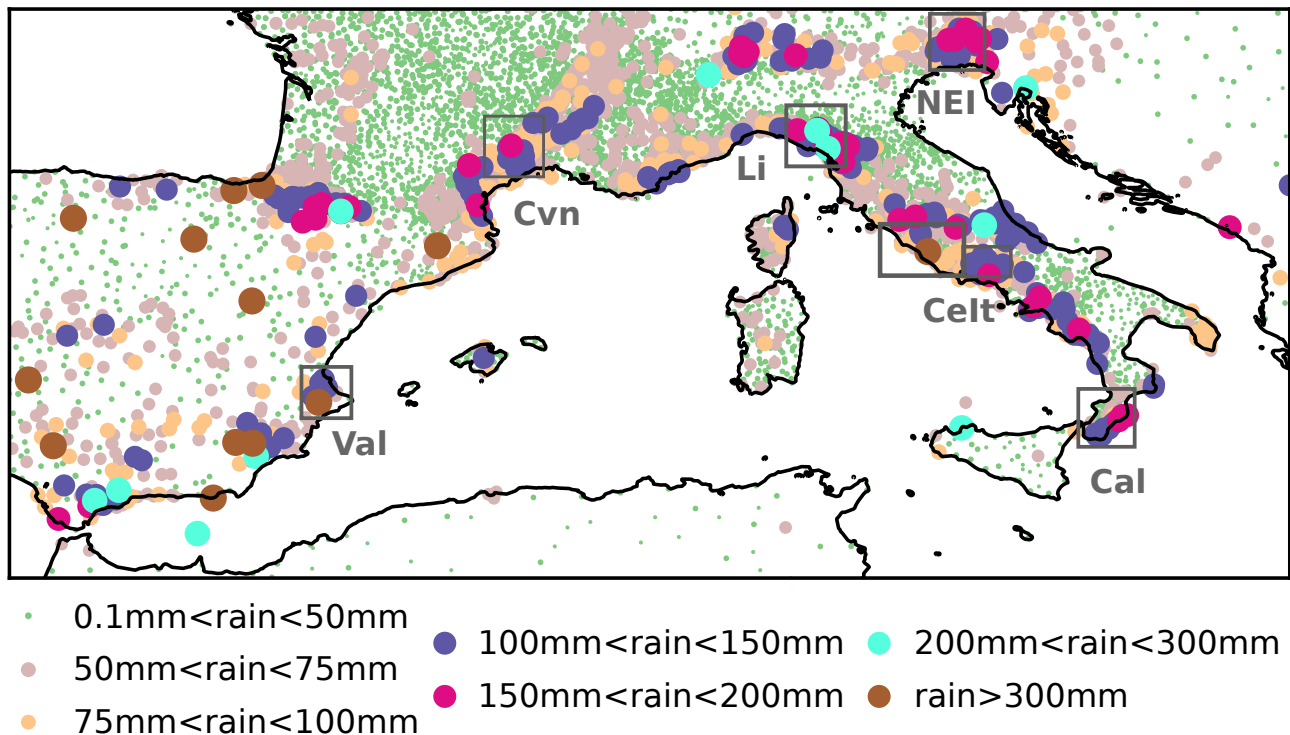 NEI
Li
Cvn
Celt
Val
Cal
0.1mm<rain<50mm
50mm<rain<75mm
75mm<rain<100mm
100mm<rain<150mm
150mm<rain<200mm
200mm<rain<300mm
rain>300mm